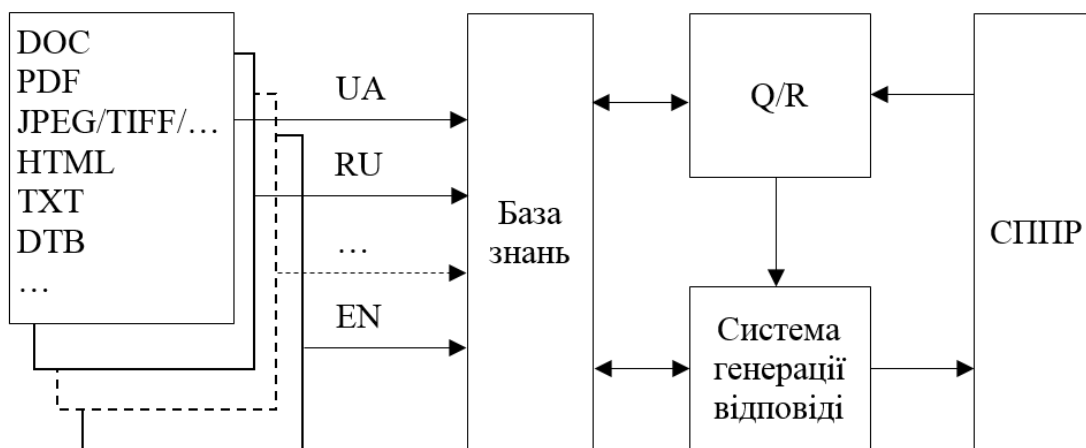 DOC
PDF
JPEG/TIFF/…
HTML
TXT
DTB
…
UA
RU
…
EN
База
знань
Q/R
Система
генерації
відповіді
СППР